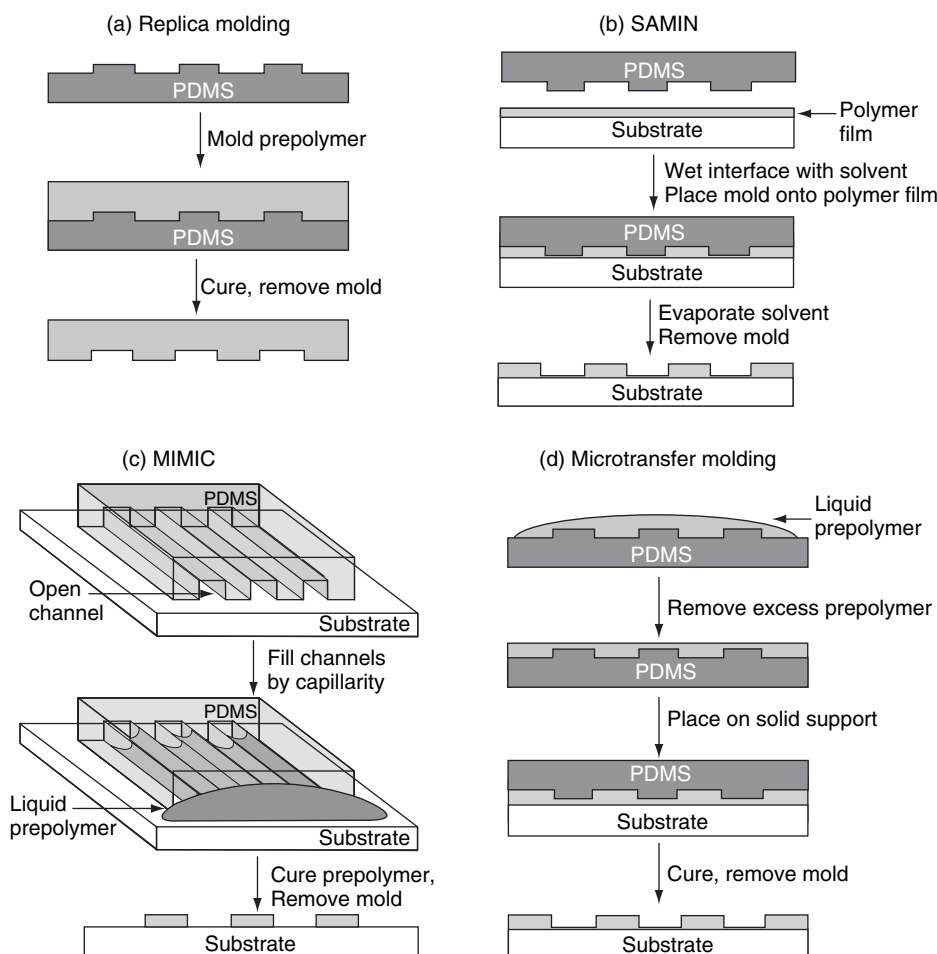 (a) Replica molding
PDMS
Mold prepolymer
PDMS
Cure, remove mold
(b) SAMIN
PDMS
Polymer
film
Substrate
Wet interface with solvent
Place mold onto polymer film
PDMS
Substrate
Evaporate solvent
Remove mold
Substrate
(c) MIMIC
PDMS
Open
channel
Substrate
Fill channels
by capillarity
PDMS
Liquid
prepolymer
Substrate
Cure prepolymer,
Remove mold
Substrate
(d) Microtransfer molding
Liquid
prepolymer
PDMS
Remove excess prepolymer
PDMS
Place on solid support
PDMS
Substrate
Cure, remove mold
Substrate